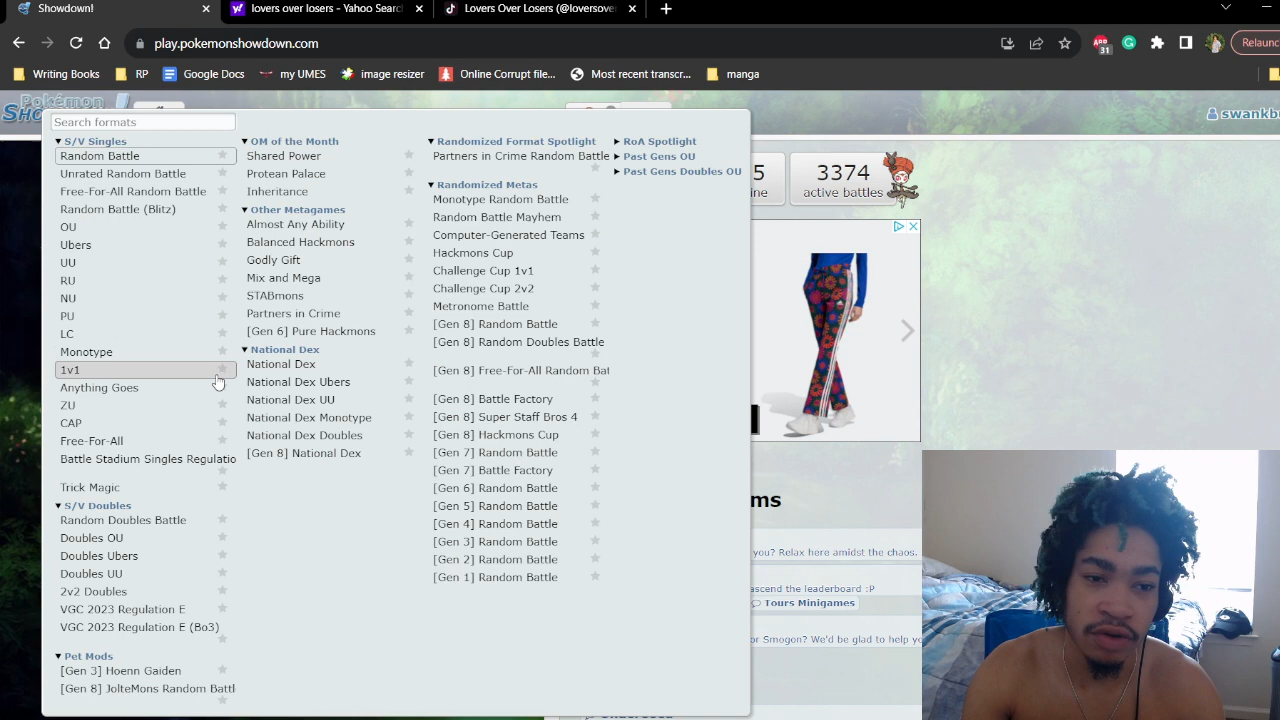 Showdown!
lovers over losers - Yahoo Searc
Lovers Over Losers (@loversove
play.pokemonshowdown.com
31
Relaunc
Writing Books
RP
Google Docs
my UMES
image resizer
Online Corrupt file...
Most recent transcr...
manga
Pokémon
swankbu
Search formats
S/V Singles
Random Battle
Unrated Random Battle
Free-For-All Random Battle
Random Battle (Blitz)
OU
Ubers
UU
RU
NU
PU
LC
Monotype
1v1
Anything Goes
ZU
CAP
Free-For-All
Battle Stadium Singles Regulatio
Trick Magic
S/V Doubles
Random Doubles Battle
Doubles OU
Doubles Ubers
Doubles UU
2v2 Doubles
VGC 2023 Regulation E
VGC 2023 Regulation E (Bo3)
Pet Mods
[Gen 3] Hoenn Gaiden
[Gen 8] JolteMons Random Battl
OM of the Month
Shared Power
Protean Palace
Inheritance
Other Metagames
Almost Any Ability
Balanced Hackmons
Godly Gift
Mix and Mega
STABmons
Partners in Crime
[Gen 6] Pure Hackmons
National Dex
National Dex
National Dex Ubers
National Dex UU
National Dex Monotype
National Dex Doubles
[Gen 8] National Dex
Randomized Format Spotlight
Partners in Crime Random Battle
Randomized Metas
Monotype Random Battle
Random Battle Mayhem
Computer-Generated Teams
Hackmons Cup
Challenge Cup 1v1
Challenge Cup 2v2
Metronome Battle
[Gen 8] Random Battle
[Gen 8] Random Doubles Battle
[Gen 8] Free-For-All Random Bat
[Gen 8] Battle Factory
[Gen 8] Super Staff Bros 4
[Gen 8] Hackmons Cup
[Gen 7] Random Battle
[Gen 7] Battle Factory
[Gen 6] Random Battle
[Gen 5] Random Battle
[Gen 4] Random Battle
[Gen 3] Random Battle
[Gen 2] Random Battle
[Gen 1] Random Battle
RoA Spotlight
Past Gens OU
Past Gens Doubles OU
5
ine
3374
active battles
ms
you? Relax here amidst the chaos.
ascend the leaderboard :P
Tours Minigames
or Smogon? We'd be glad to help yo